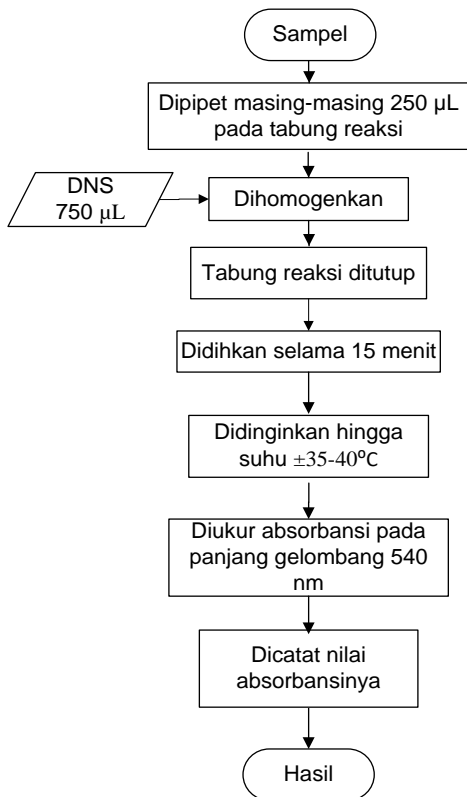 Sampel
Dipipet masing-masing 250 µL
pada tabung reaksi
DNS
750 µL
Dihomogenkan
Tabung reaksi ditutup
Didihkan selama 15 menit
Didinginkan hingga
suhu ±35-40°C
Diukur absorbansi pada
panjang gelombang 540
nm
Dicatat nilai
absorbansinya
Hasil